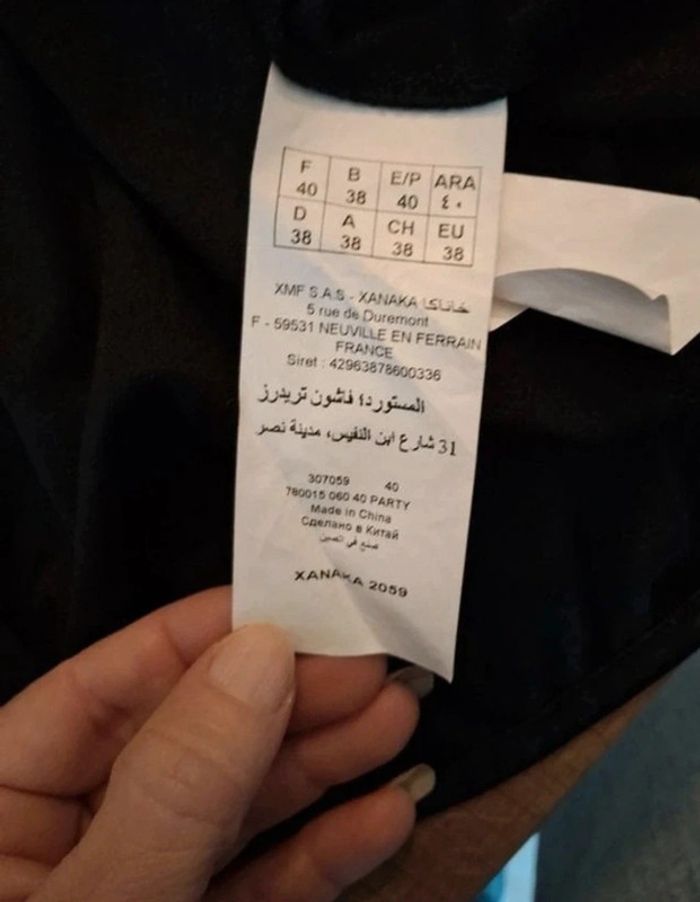 F B E/P ARA
40 38 40 ٤٠
D A CH EU
38 38 38 38
XMF S.A.S - XANAKA خاناكا
5 rue de Duremont
F - 59531 NEUVILLE EN FERRAIN
FRANCE
Siret : 42963878600336
المستورد؛ فاشون تريدرز
31 شارع ابن النفيس، مدينة نصر
307059 40
780015 060 40 PARTY
Made in China
Сделано в Китай
صنع في الصين
XANAKA 2059